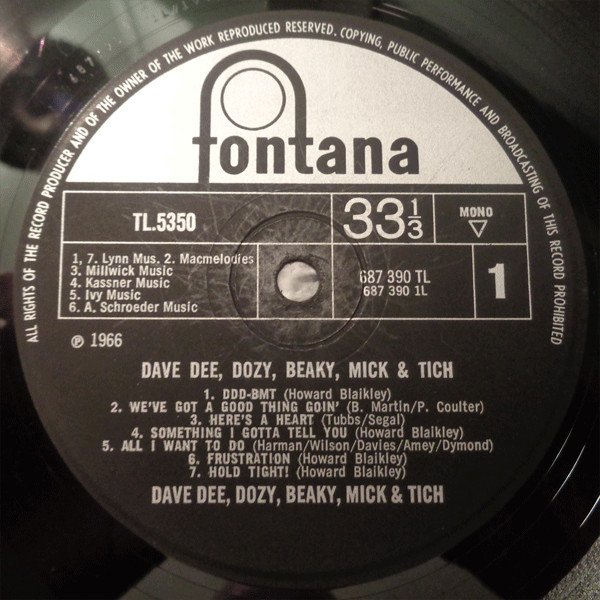 ALL RIGHTS OF THE RECORD PRODUCER AND OF THE OWNER OF THE WORK REPRODUCED RESERVED. COPYING, PUBLIC PERFORMANCE AND BROADCASTING OF THIS RECORD PROHIBITED
fontana
TL.5350
33⅓
MONO
1, 7. Lynn Mus. 2. Macmelodies
3. Millwick Music
4. Kassner Music
5. Ivy Music
6. A. Schroeder Music
687 390 TL
687 390 1L
1
℗ 1966
DAVE DEE, DOZY, BEAKY, MICK & TICH
1. DDD-BMT (Howard Blaikley)
2. WE'VE GOT A GOOD THING GOIN' (B. Martin/P. Coulter)
3. HERE'S A HEART (Tubbs/Segal)
4. SOMETHING I GOTTA TELL YOU (Howard Blaikley)
5. ALL I WANT TO DO (Harman/Wilson/Davies/Amey/Dymond)
6. FRUSTRATION (Howard Blaikley)
7. HOLD TIGHT! (Howard Blaikley)
DAVE DEE, DOZY, BEAKY, MICK & TICH